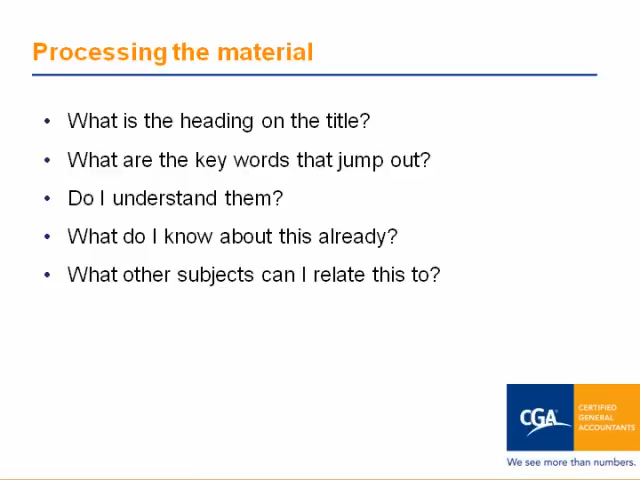 Processing the material
• What is the heading on the title?
• What are the key words that jump out?
• Do I understand them?
• What do I know about this already?
• What other subjects can I relate this to?
CGA
CERTIFIED
GENERAL
ACCOUNTANTS
We see more than numbers.